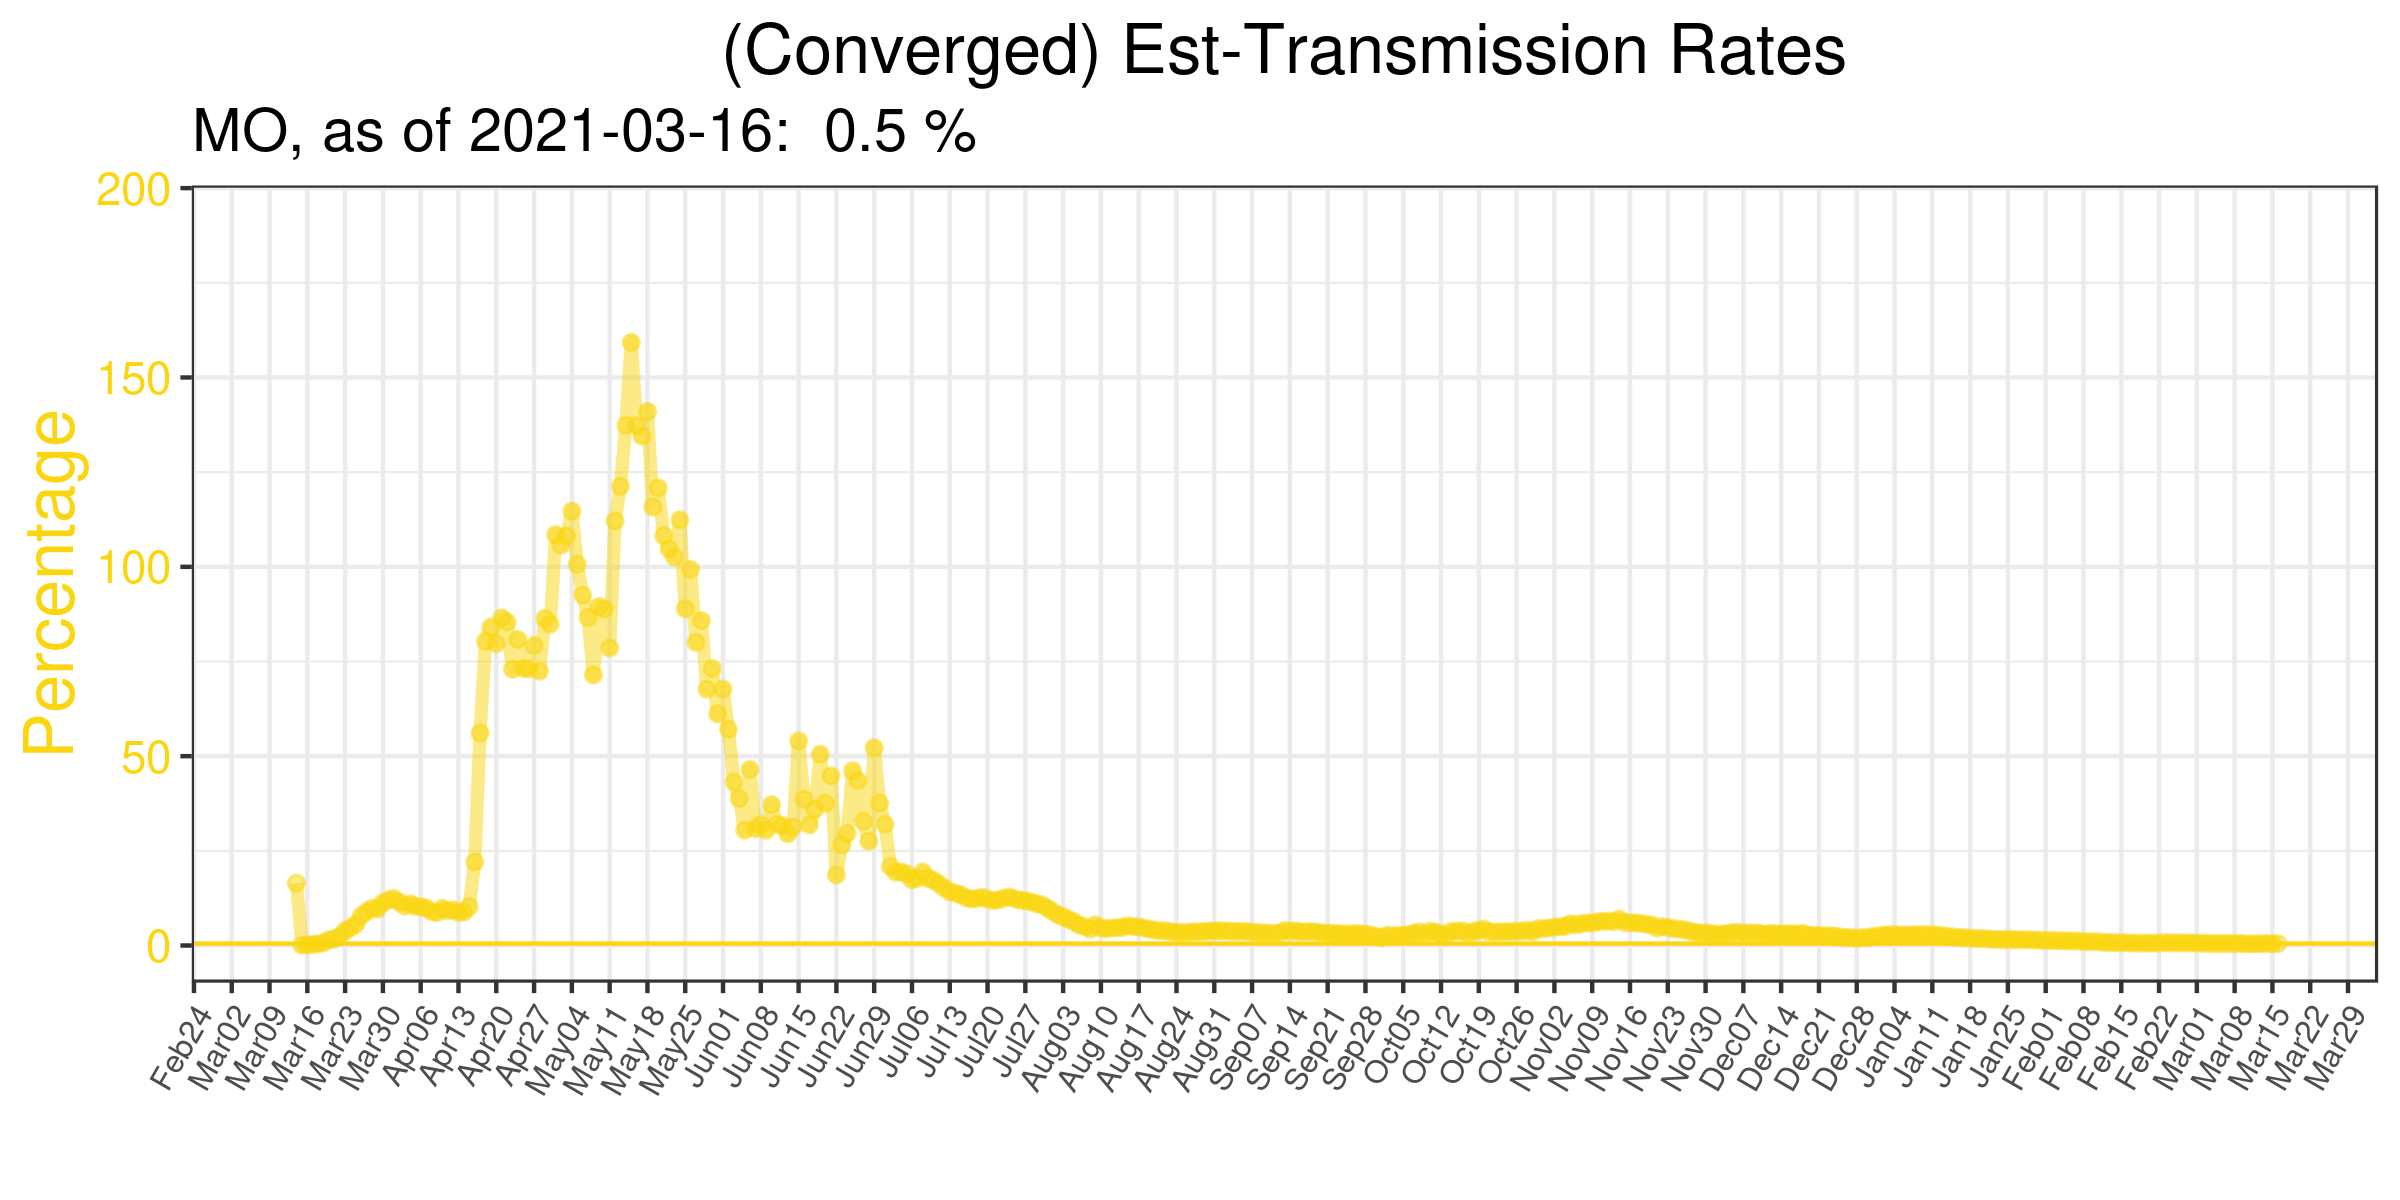 (Converged) Est-Transmission Rates
MO, as of 2021-03-16:  0.5 %
Percentage
200
150
100
50
0
Feb24
Mar02
Mar09
Mar16
Mar23
Mar30
Apr06
Apr13
Apr20
Apr27
May04
May11
May18
May25
Jun01
Jun08
Jun15
Jun22
Jun29
Jul06
Jul13
Jul20
Jul27
Aug03
Aug10
Aug17
Aug24
Aug31
Sep07
Sep14
Sep21
Sep28
Oct05
Oct12
Oct19
Oct26
Nov02
Nov09
Nov16
Nov23
Nov30
Dec07
Dec14
Dec21
Dec28
Jan04
Jan11
Jan18
Jan25
Feb01
Feb08
Feb15
Feb22
Mar01
Mar08
Mar15
Mar22
Mar29